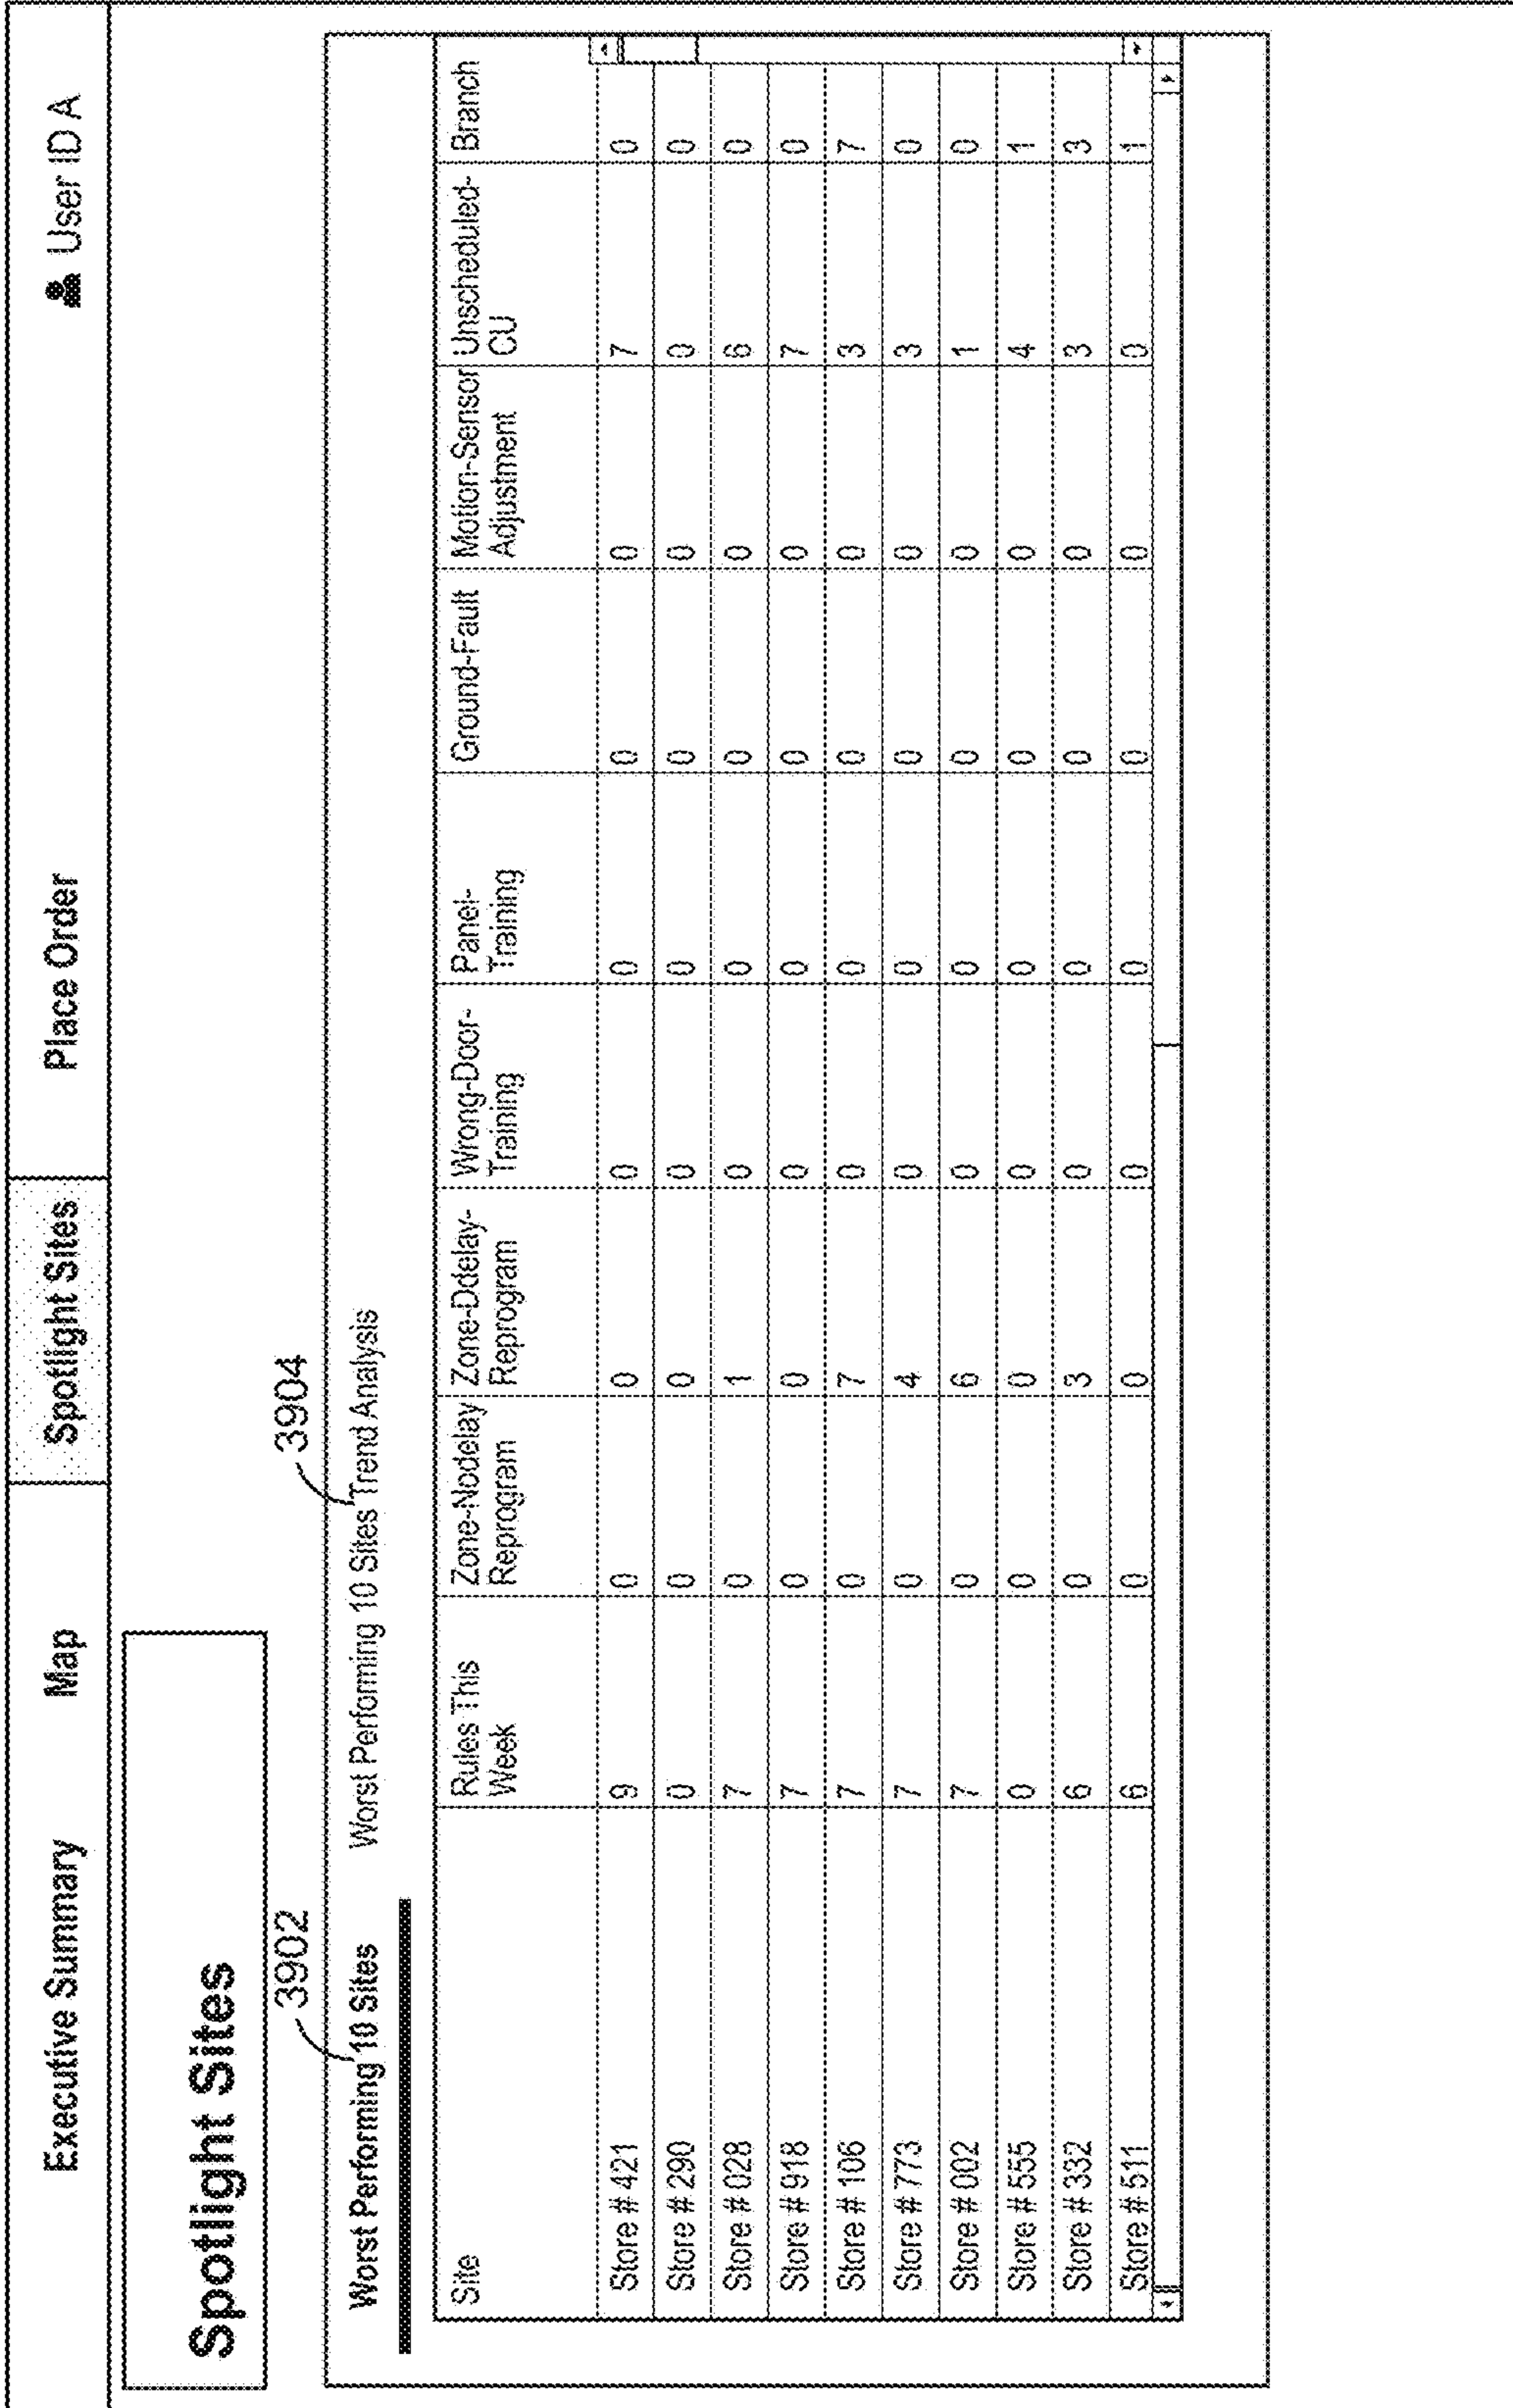 Executive Summary Map Spotlight Sites Place Order User ID A
Spotlight Sites
3902 3904
Worst Performing 10 Sites Worst Performing 10 Sites Trend Analysis
Site Rules This Zone-Nodelay Zone-Ddelay- Wrong-Door- Panel- Ground-Fault Motion-Sensor Unscheduled- Branch
Week Reprogram Reprogram Training Training Adjustment CU
Store # 421 9 0 0 0 0 0 0 7 0
Store # 290 0 0 0 0 0 0 0 0 0
Store # 028 7 0 1 0 0 0 0 6 0
Store # 918 7 0 0 0 0 0 0 7 0
Store # 106 7 0 7 0 0 0 0 3 7
Store # 773 7 0 4 0 0 0 0 3 0
Store # 002 7 0 6 0 0 0 0 1 0
Store # 555 0 0 0 0 0 0 0 4 1
Store # 332 6 0 3 0 0 0 0 3 3
Store # 511 6 0 0 0 0 0 0 0 1